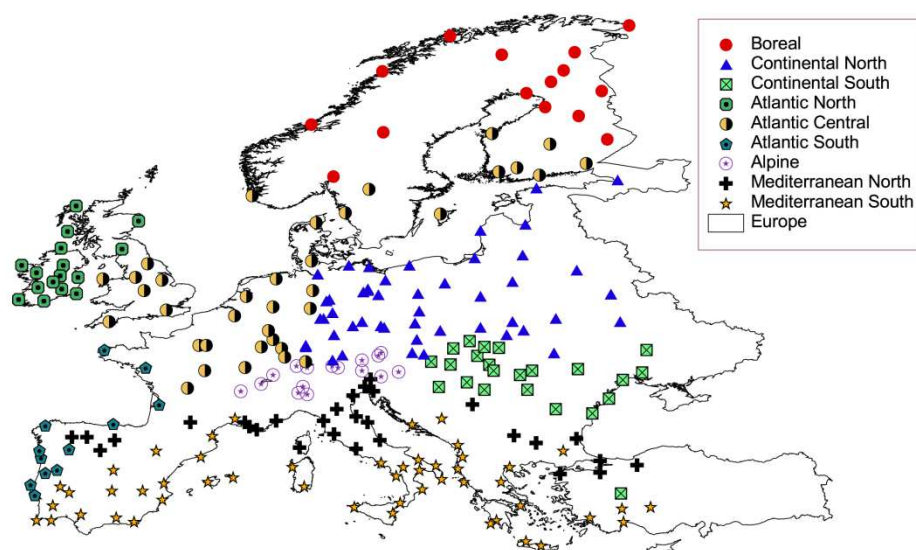 Boreal
Continental North
Continental South
Atlantic North
Atlantic Central
Atlantic South
Alpine
Mediterranean North
Mediterranean South
Europe